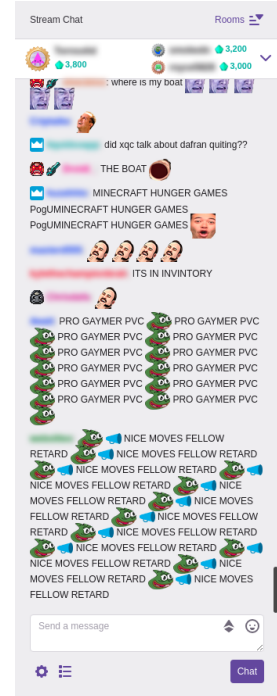 Stream Chat
Rooms
3,200
3,800
3,000
: where is my boat
did xqc talk about dafran quiting??
THE BOAT
MINECRAFT HUNGER GAMES
PogUMINECRAFT HUNGER GAMES
PogUMINECRAFT HUNGER GAMES
ITS IN INVINTORY
PRO GAYMER PVC PRO GAYMER PVC
PRO GAYMER PVC PRO GAYMER PVC
PRO GAYMER PVC PRO GAYMER PVC
PRO GAYMER PVC PRO GAYMER PVC
PRO GAYMER PVC PRO GAYMER PVC
PRO GAYMER PVC PRO GAYMER PVC
NICE MOVES FELLOW
RETARD NICE MOVES FELLOW RETARD
NICE MOVES FELLOW RETARD
NICE MOVES FELLOW RETARD NICE
MOVES FELLOW RETARD NICE MOVES
FELLOW RETARD NICE MOVES FELLOW
RETARD NICE MOVES FELLOW RETARD
NICE MOVES FELLOW RETARD
NICE MOVES FELLOW RETARD NICE
MOVES FELLOW RETARD NICE MOVES
FELLOW RETARD
Send a message
Chat